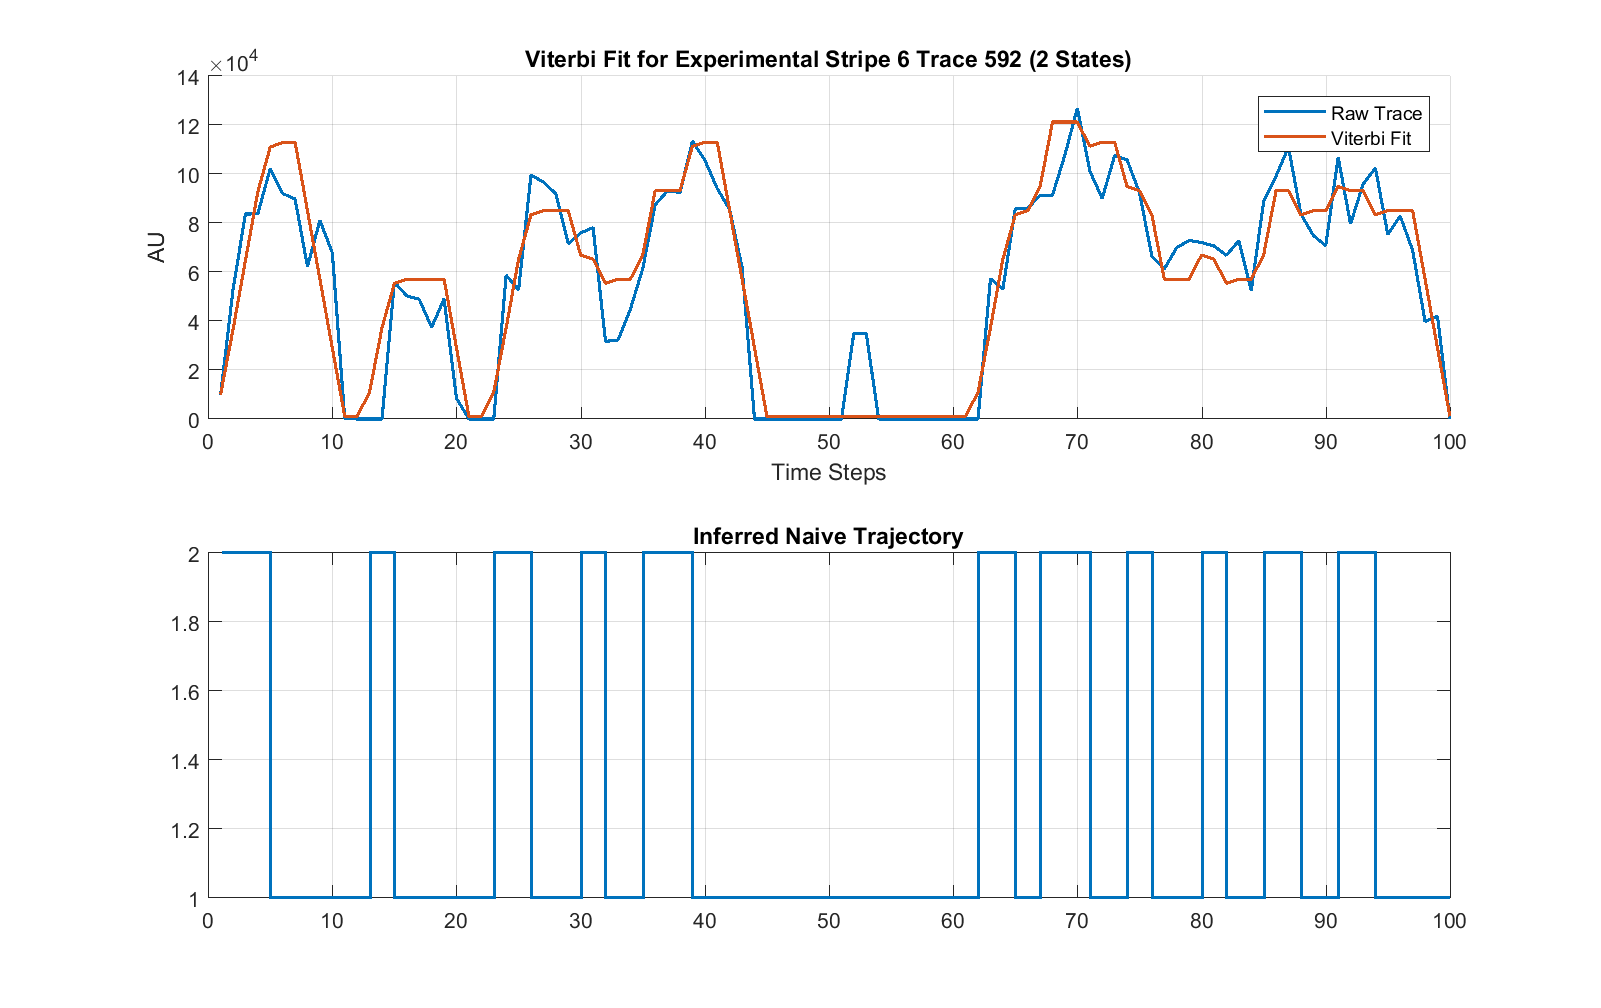 Viterbi Fit for Experimental Stripe 6 Trace 592 (2 States)
×10^4
14
12
10
8
6
4
2
0
AU
Raw Trace
Viterbi Fit
0 10 20 30 40 50 60 70 80 90 100
Time Steps
Inferred Naive Trajectory
2
1.8
1.6
1.4
1.2
1
0 10 20 30 40 50 60 70 80 90 100